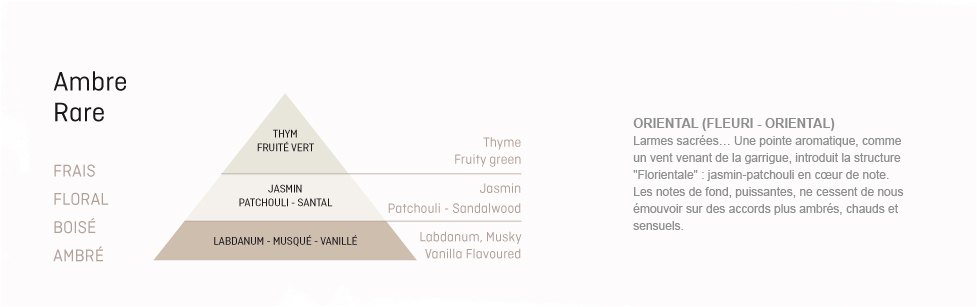 Ambre
Rare
FRAIS
FLORAL
BOISÉ
AMBRÉ
THYM
FRUITÉ VERT
JASMIN
PATCHOULI - SANTAL
LABDANUM - MUSQUÉ - VANILLÉ
Thyme
Fruity green
Jasmin
Patchouli - Sandalwood
Labdanum, Musky
Vanilla Flavoured
ORIENTAL (FLEURI - ORIENTAL)
Larmes sacrées... Une pointe aromatique, comme
un vent venant de la garrigue, introduit la structure
"Florientale" : jasmin-patchouli en cœur de note.
Les notes de fond, puissantes, ne cessent de nous
émouvoir sur des accords plus ambrés, chauds et
sensuels.